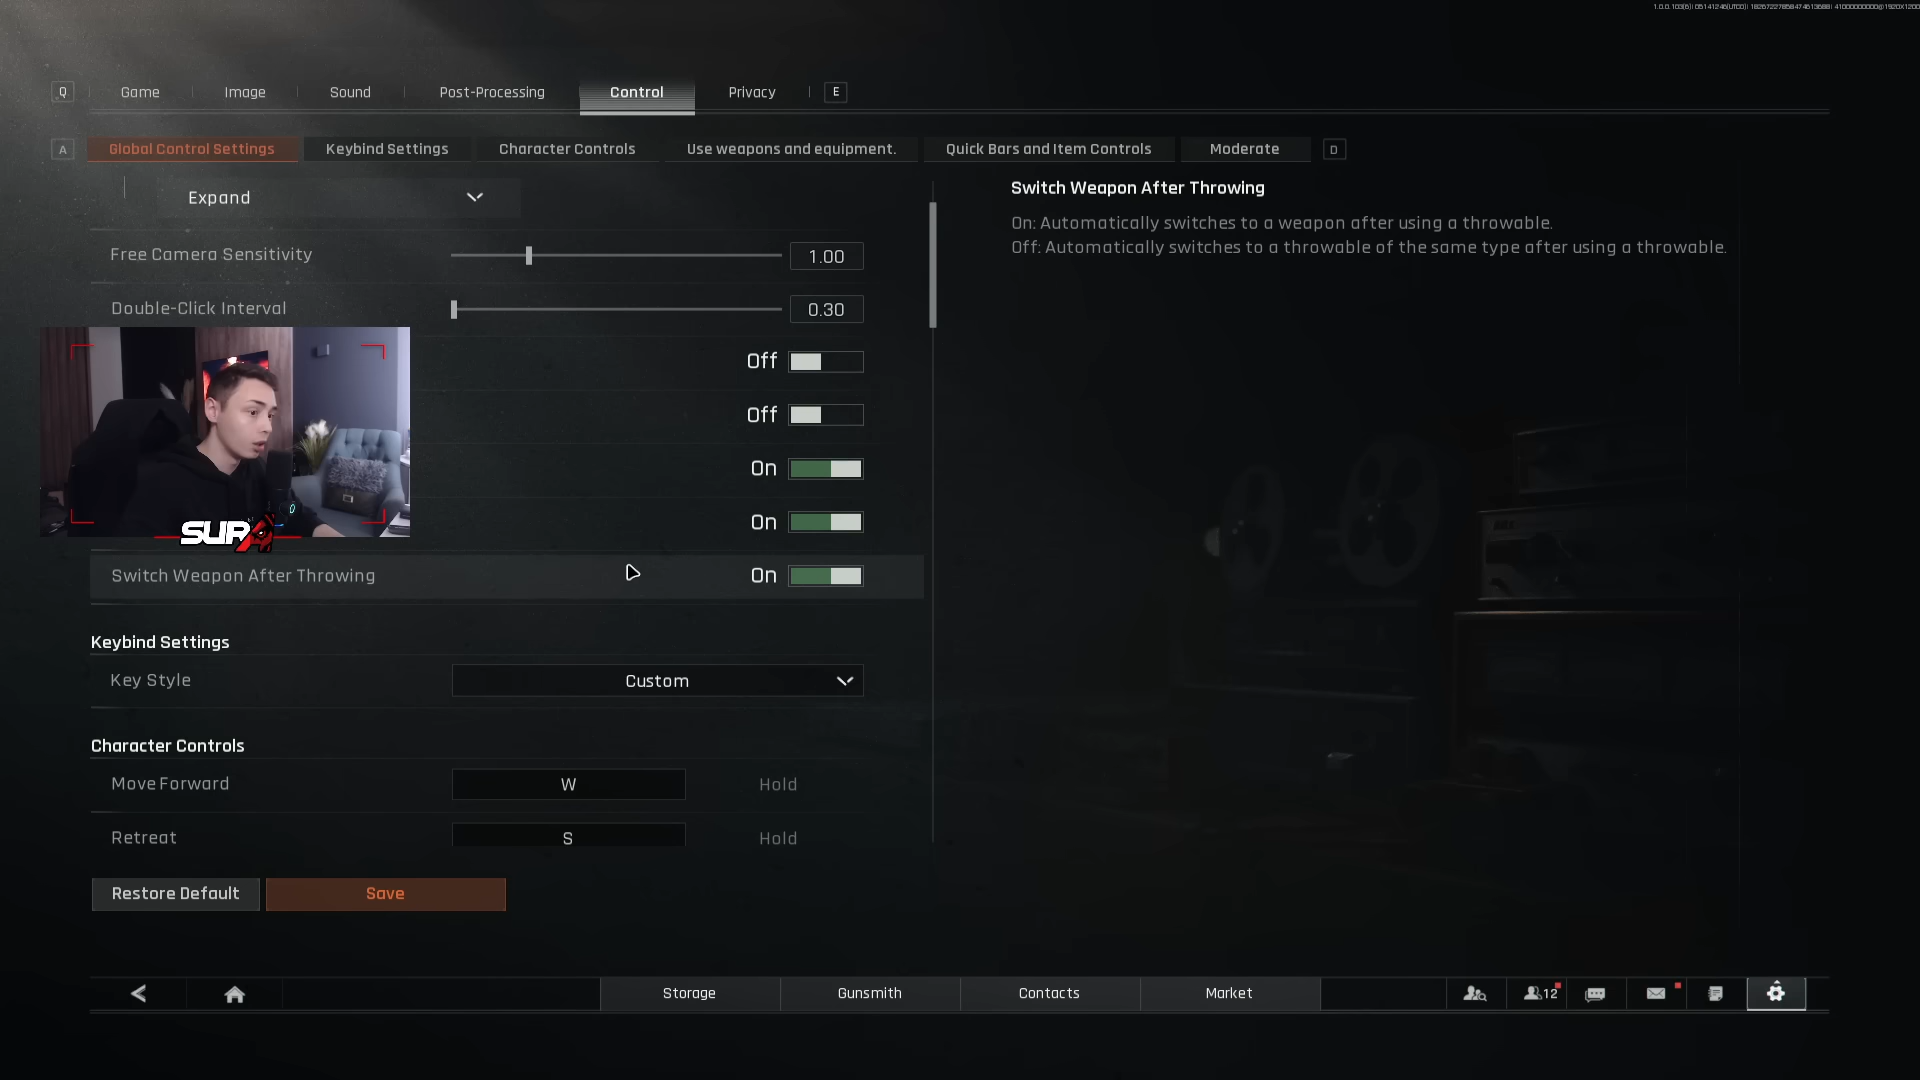 Q Game Image Sound Post-Processing Control Privacy E
A Global Control Settings Keybind Settings Character Controls Use weapons and equipment. Quick Bars and Item Controls Moderate D
Expand
Free Camera Sensitivity 1.00
Double-Click Interval 0.30
Off
Off
On
On
SUP
Switch Weapon After Throwing On
Keybind Settings
Key Style Custom
Character Controls
Move Forward W Hold
Retreat S Hold
Restore Default Save
Switch Weapon After Throwing
On: Automatically switches to a weapon after using a throwable.
Off: Automatically switches to a throwable of the same type after using a throwable.
Storage Gunsmith Contacts Market 12